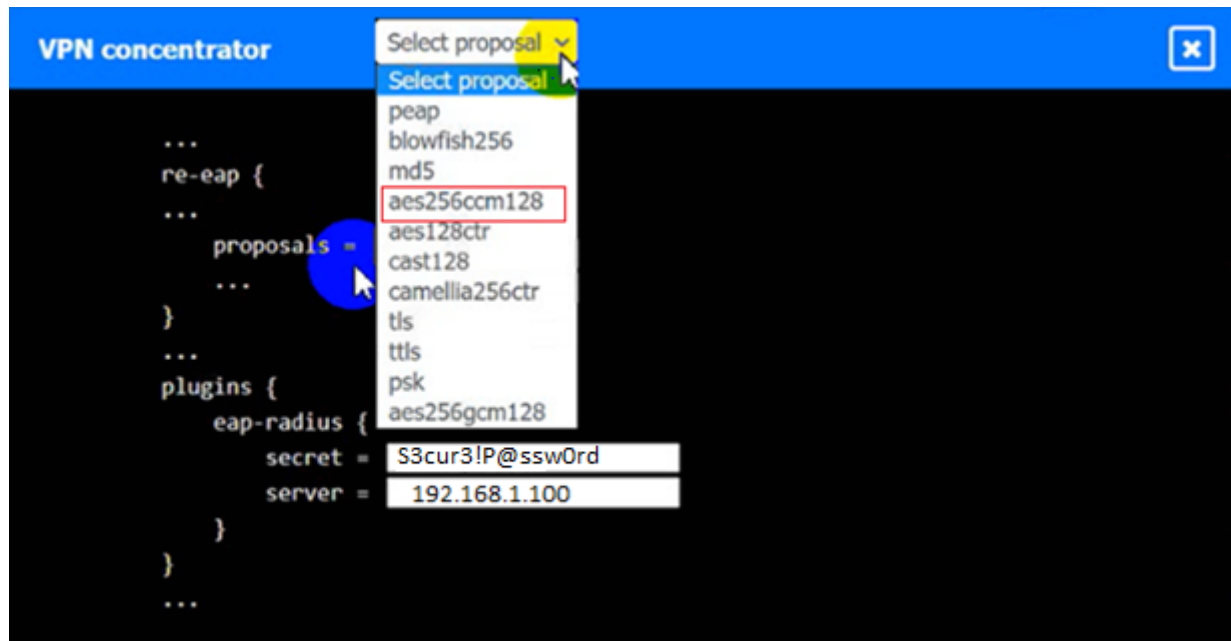 VPN concentrator
Select proposal
Select proposal
peap
blowfish256
md5
aes256ccm128
aes128ctr
cast128
camellia256ctr
tls
ttls
psk
aes256gcm128
...
re-eap {
...
proposals =
...
}
...
plugins {
eap-radius {
secret = S3cur3!P@ssw0rd
server = 192.168.1.100
}
}
...